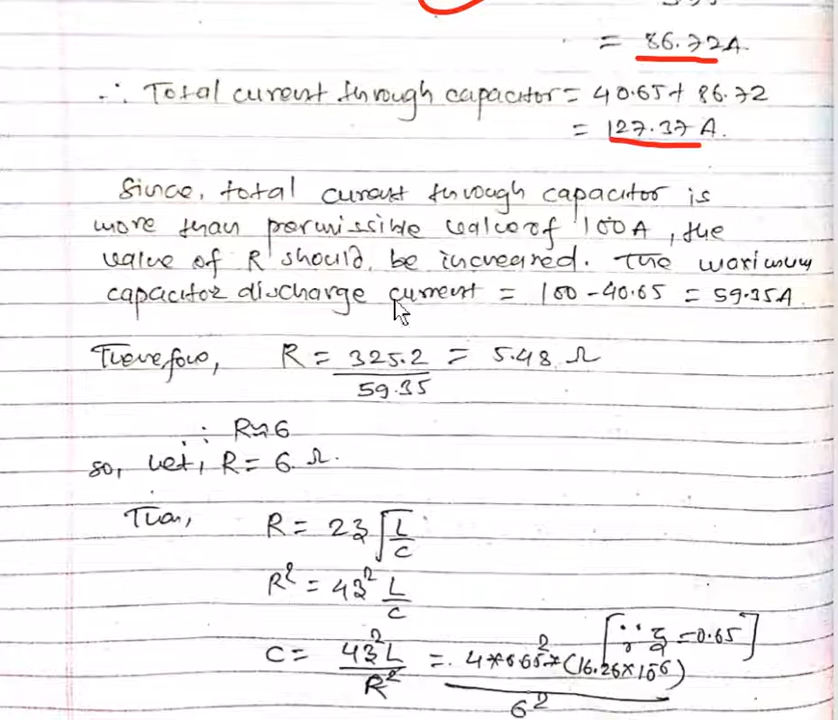 = 86.72A
∴ Total current through capacitor = 40.65 + 86.72
= 127.37 A.
Since, total current through capacitor is
more than permissible value of 100A, the
value of R should be increased. The maximum
capacitor discharge current = 100 - 40.65 = 59.35A
Therefore, R = 325.2/59.35 = 5.48 Ω
∴ R≈6
so, Let, R = 6 Ω.
Then, R = 2ξ√(L/C)
R² = 4ξ² L/C
[∵ ξ = 0.65]
C = 4ξ²L/R² = 4*0.65²*(16.26×10⁻⁶)/6²